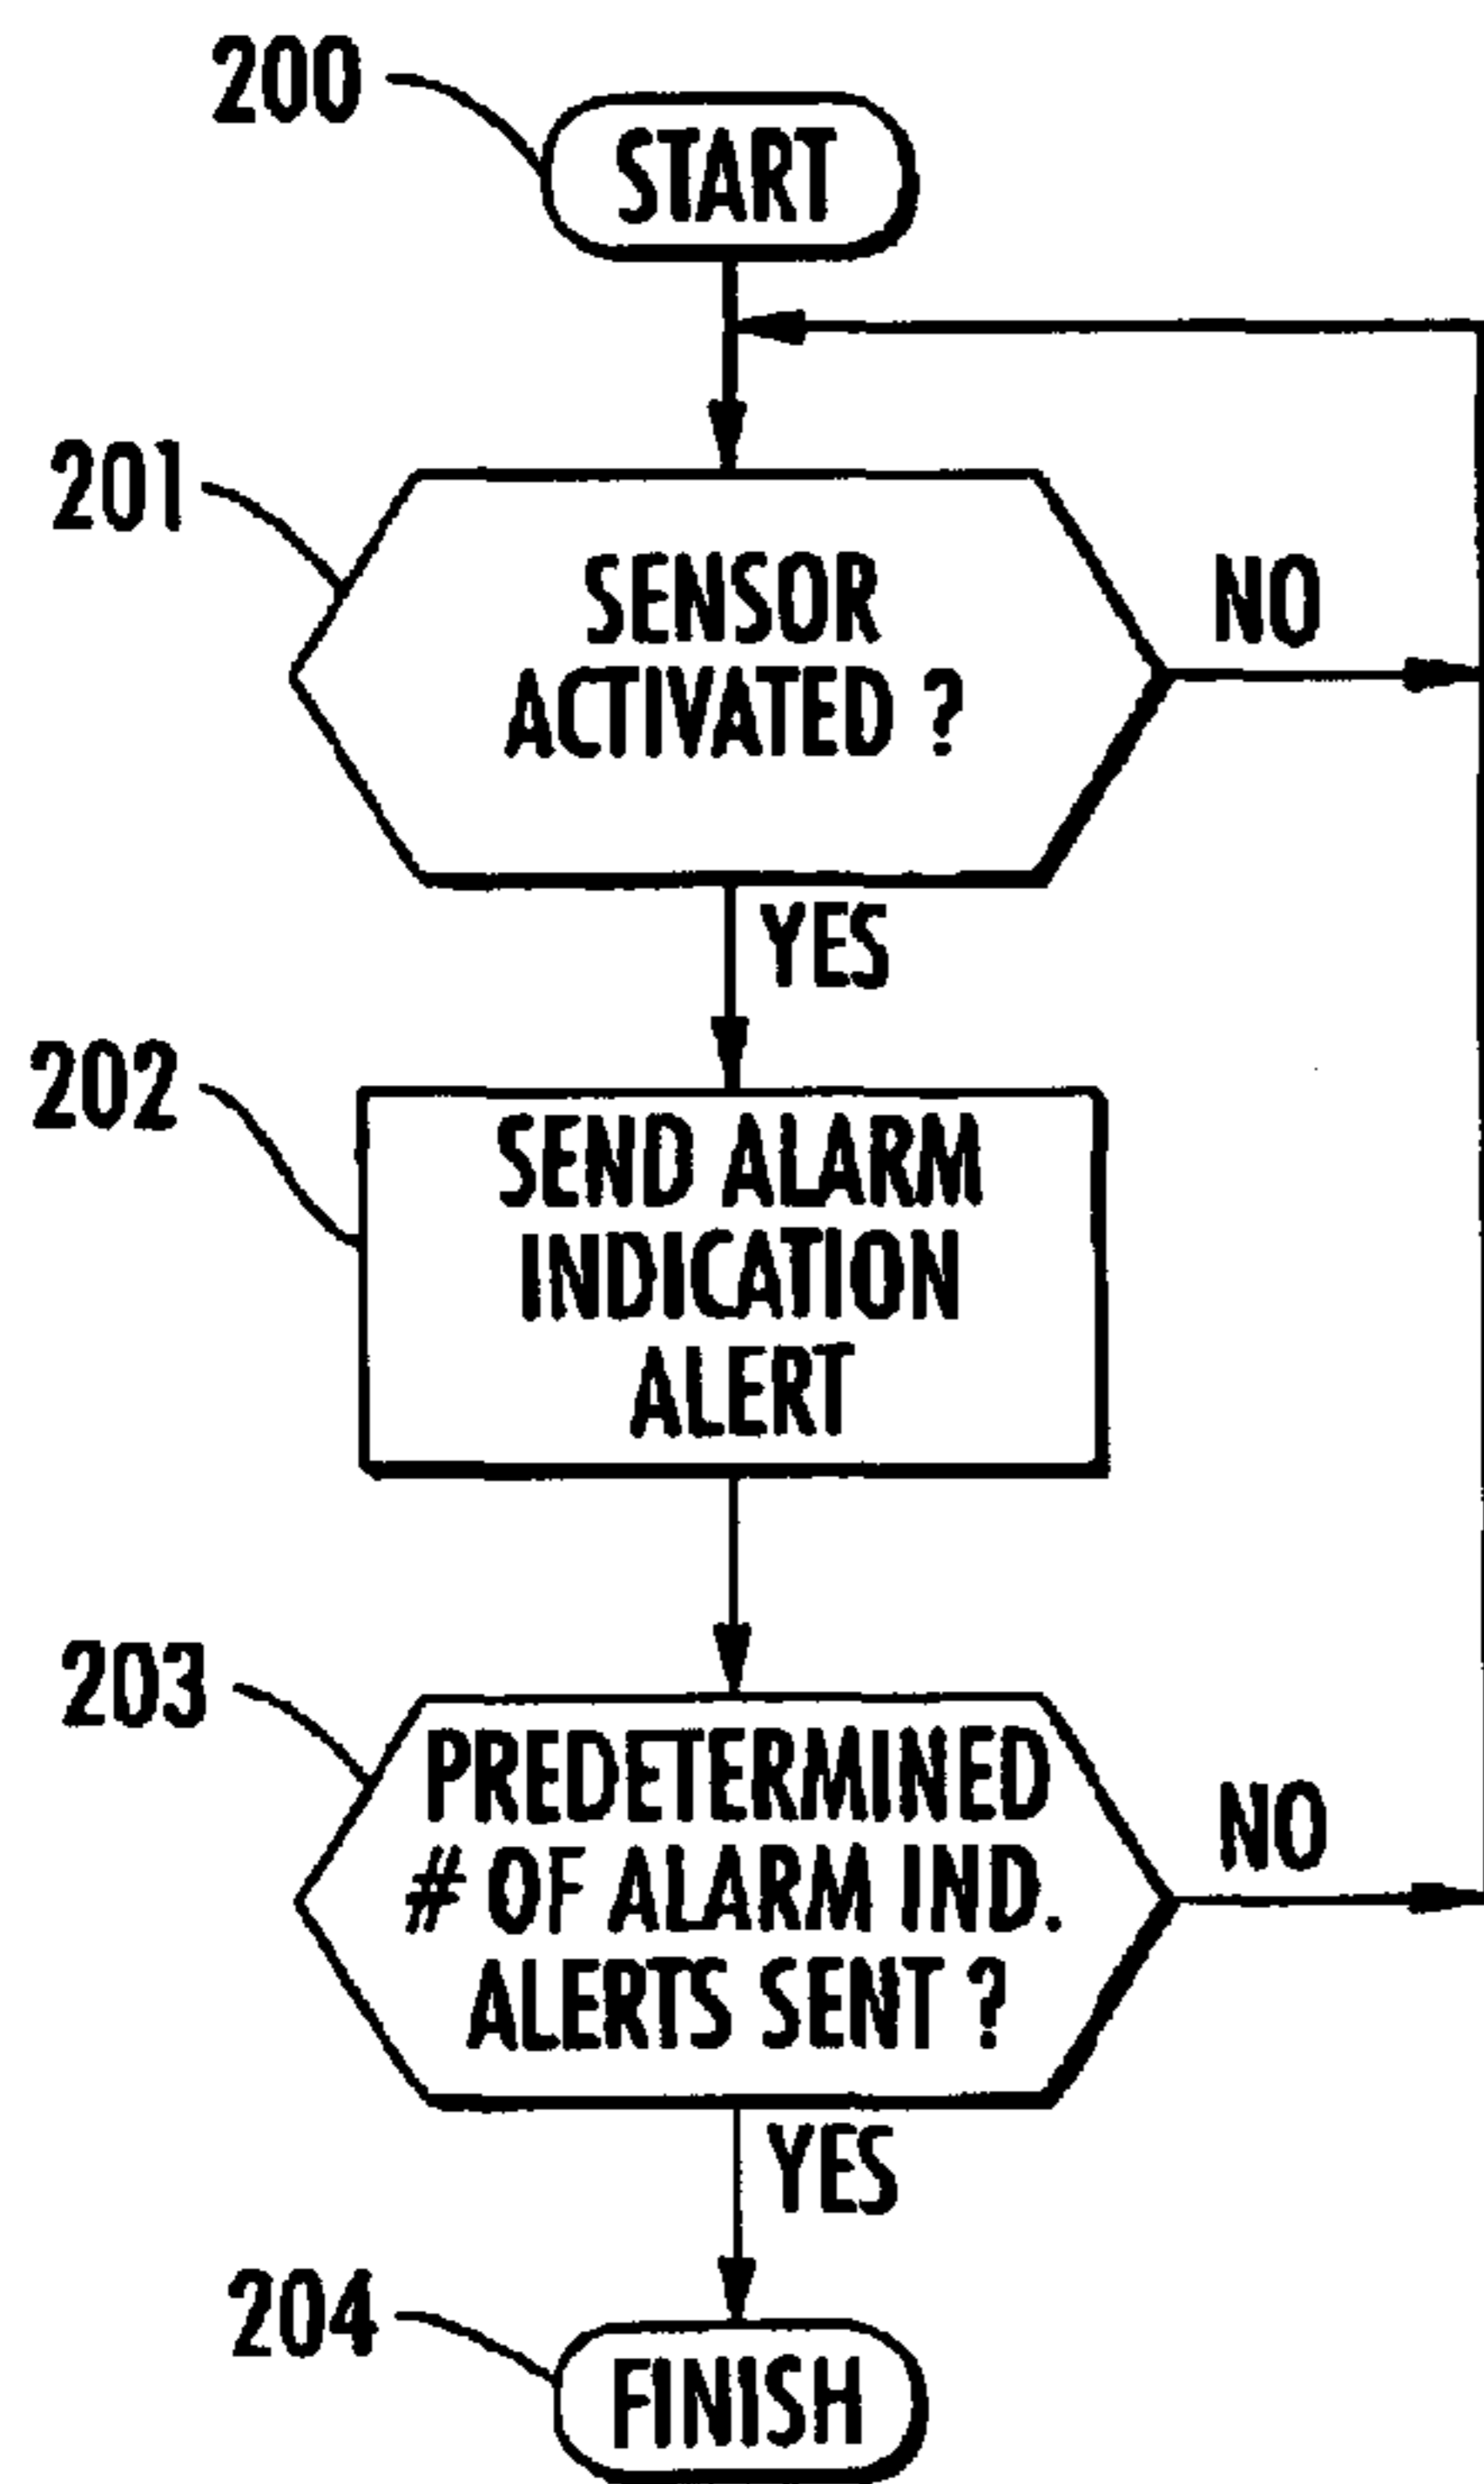 200
START
201
SENSOR
ACTIVATED ?
NO
YES
202
SEND ALARM
INDICATION
ALERT
203
PREDETERMINED
# OF ALARM IND.
ALERTS SENT ?
NO
YES
204
FINISH